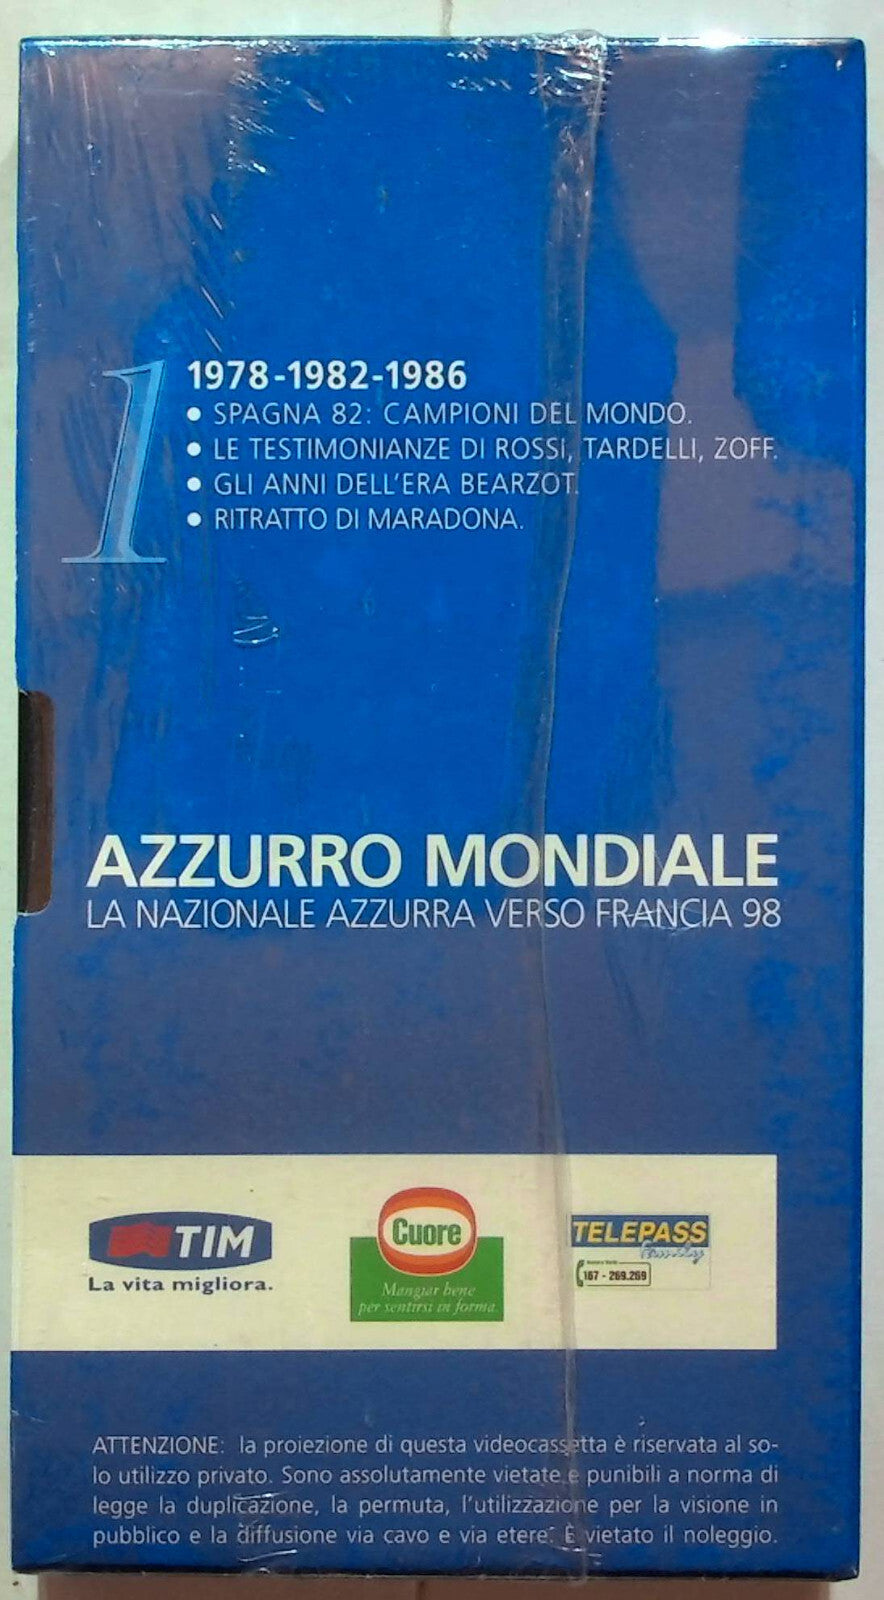 1
1978-1982-1986
• SPAGNA 82: CAMPIONI DEL MONDO.
• LE TESTIMONIANZE DI ROSSI, TARDELLI, ZOFF.
• GLI ANNI DELL'ERA BEARZOT.
• RITRATTO DI MARADONA.
AZZURRO MONDIALE
LA NAZIONALE AZZURRA VERSO FRANCIA 98
TIM
La vita migliora.
Cuore
Mangiar bene
per sentirsi in forma.
TELEPASS
family
167 - 269.269
ATTENZIONE: la proiezione di questa videocassetta è riservata al so-
lo utilizzo privato. Sono assolutamente vietate e punibili a norma di
legge la duplicazione, la permuta, l'utilizzazione per la visione in
pubblico e la diffusione via cavo e via etere. È vietato il noleggio.